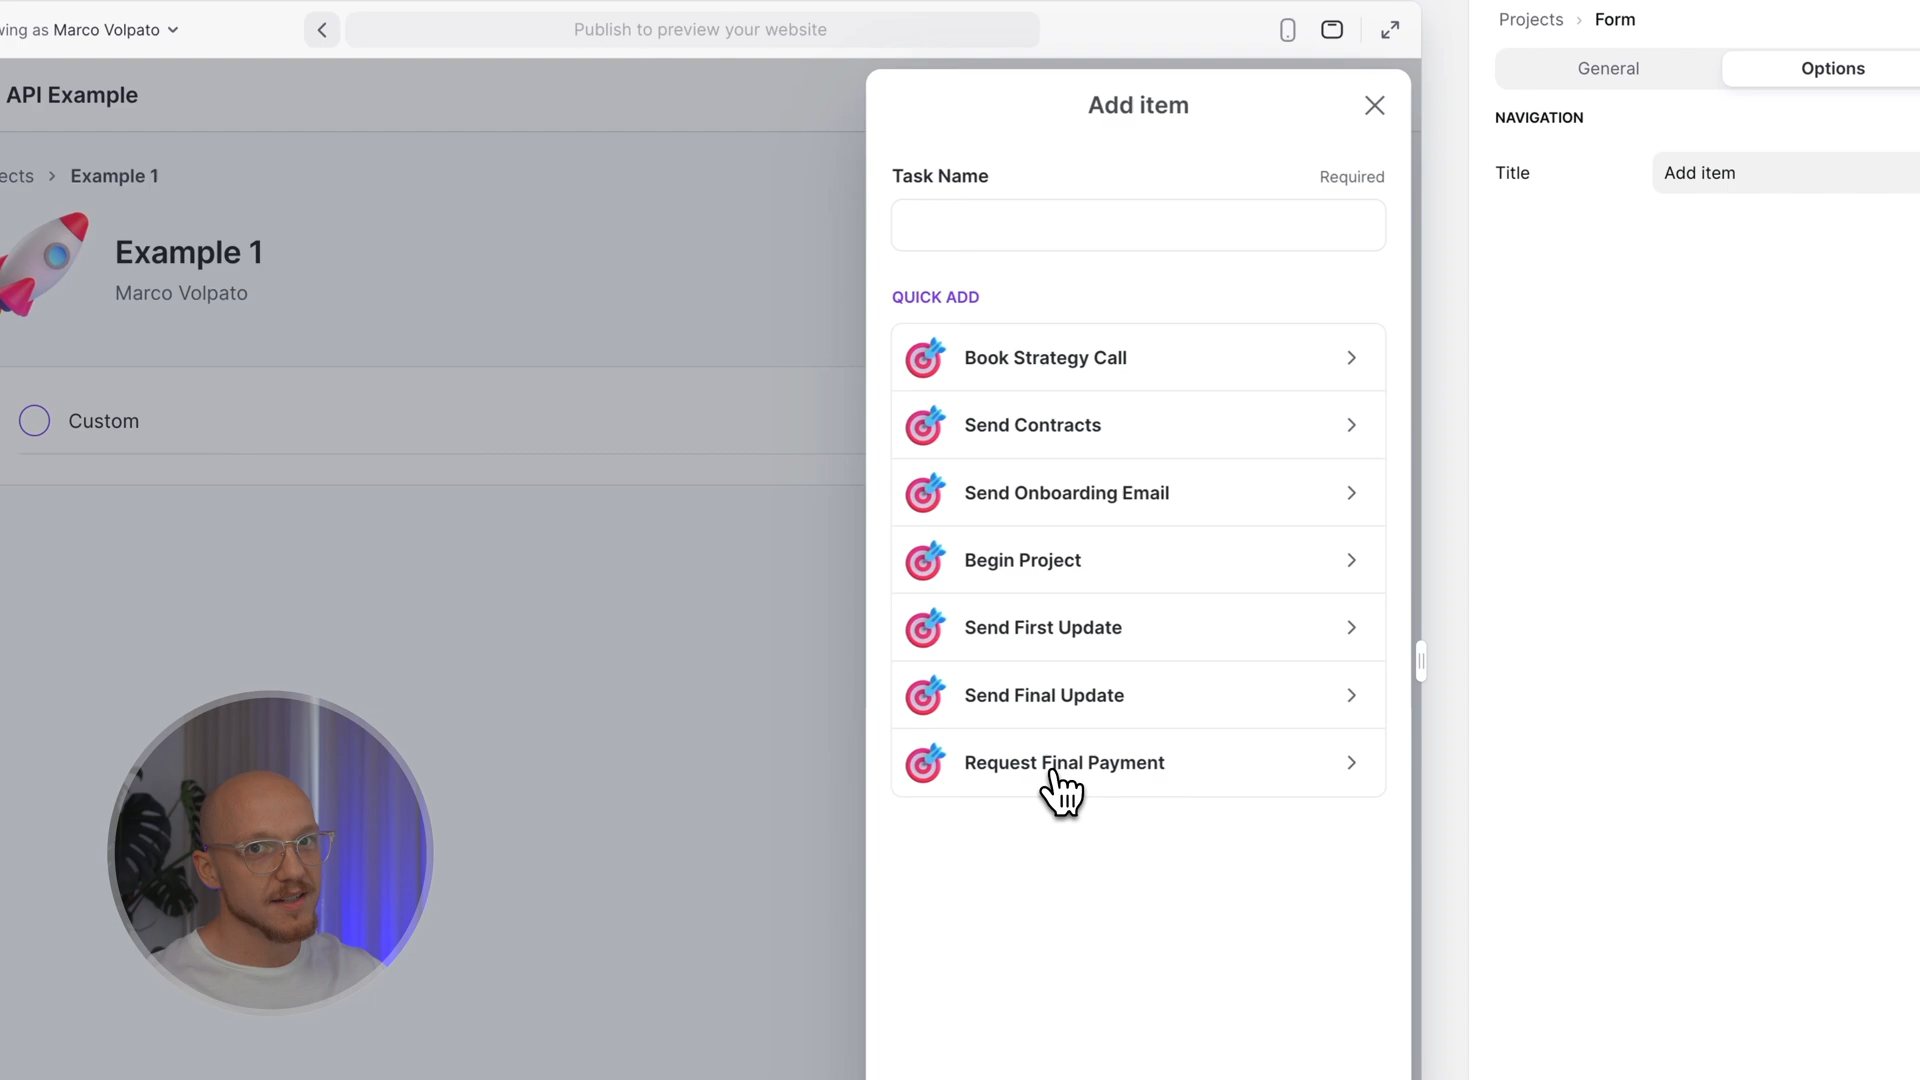 wing as Marco Volpato
Publish to preview your website
Projects
Form
General
Options
NAVIGATION
Title
Add item
API Example
ects
Example 1
Example 1
Marco Volpato
Custom
Add item
Task Name
Required
QUICK ADD
Book Strategy Call
Send Contracts
Send Onboarding Email
Begin Project
Send First Update
Send Final Update
Request Final Payment